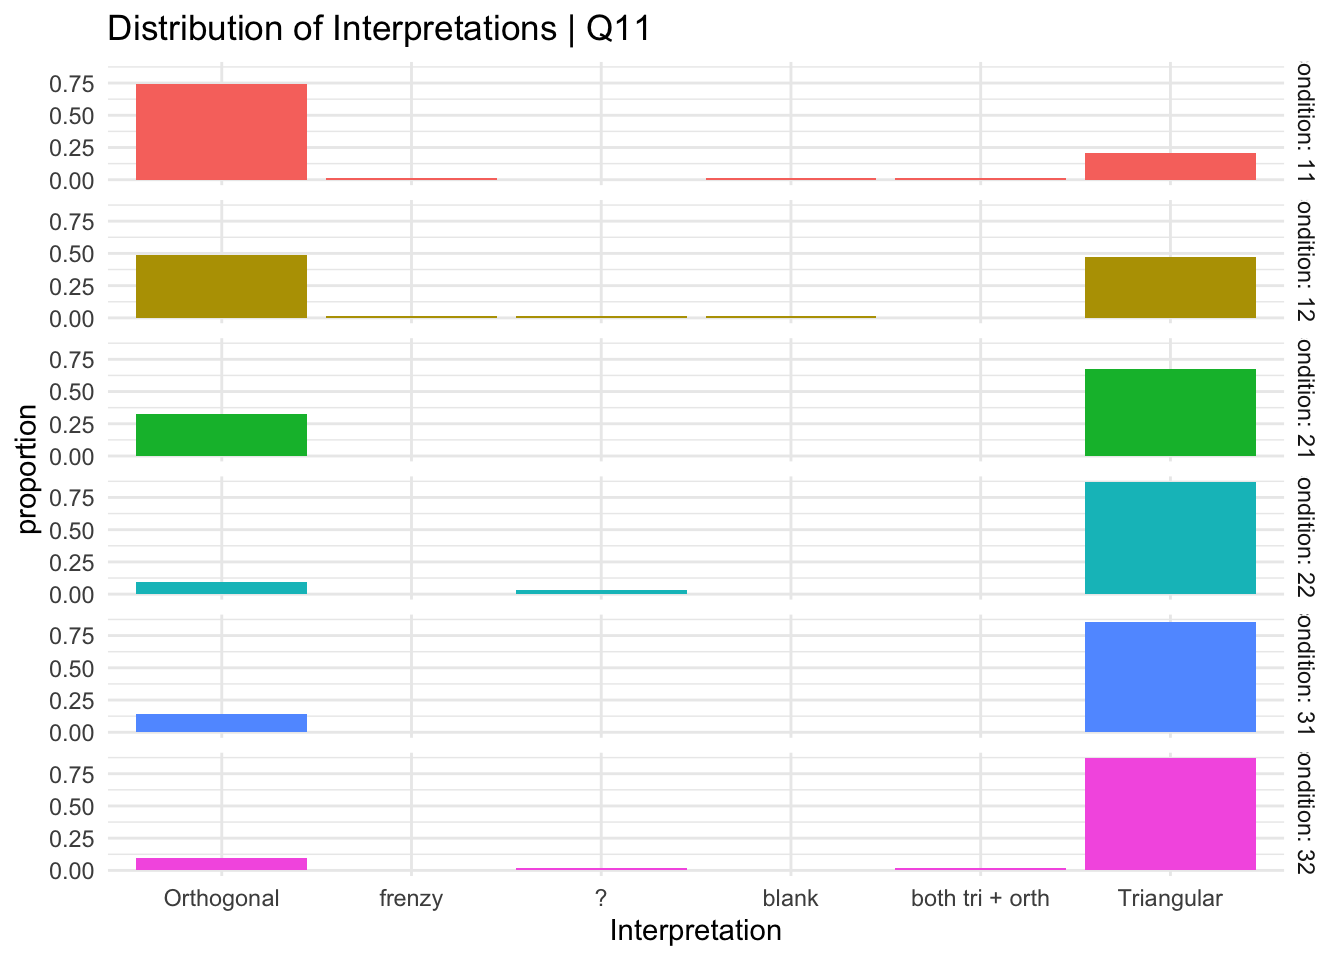 Distribution of Interpretations | Q11
proportion
0.75
0.50
0.25
0.00
ondition: 11
0.75
0.50
0.25
0.00
ondition: 12
0.75
0.50
0.25
0.00
ondition: 21
0.75
0.50
0.25
0.00
ondition: 22
0.75
0.50
0.25
0.00
ondition: 31
0.75
0.50
0.25
0.00
ondition: 32
Orthogonal
frenzy
?
blank
both tri + orth
Triangular
Interpretation